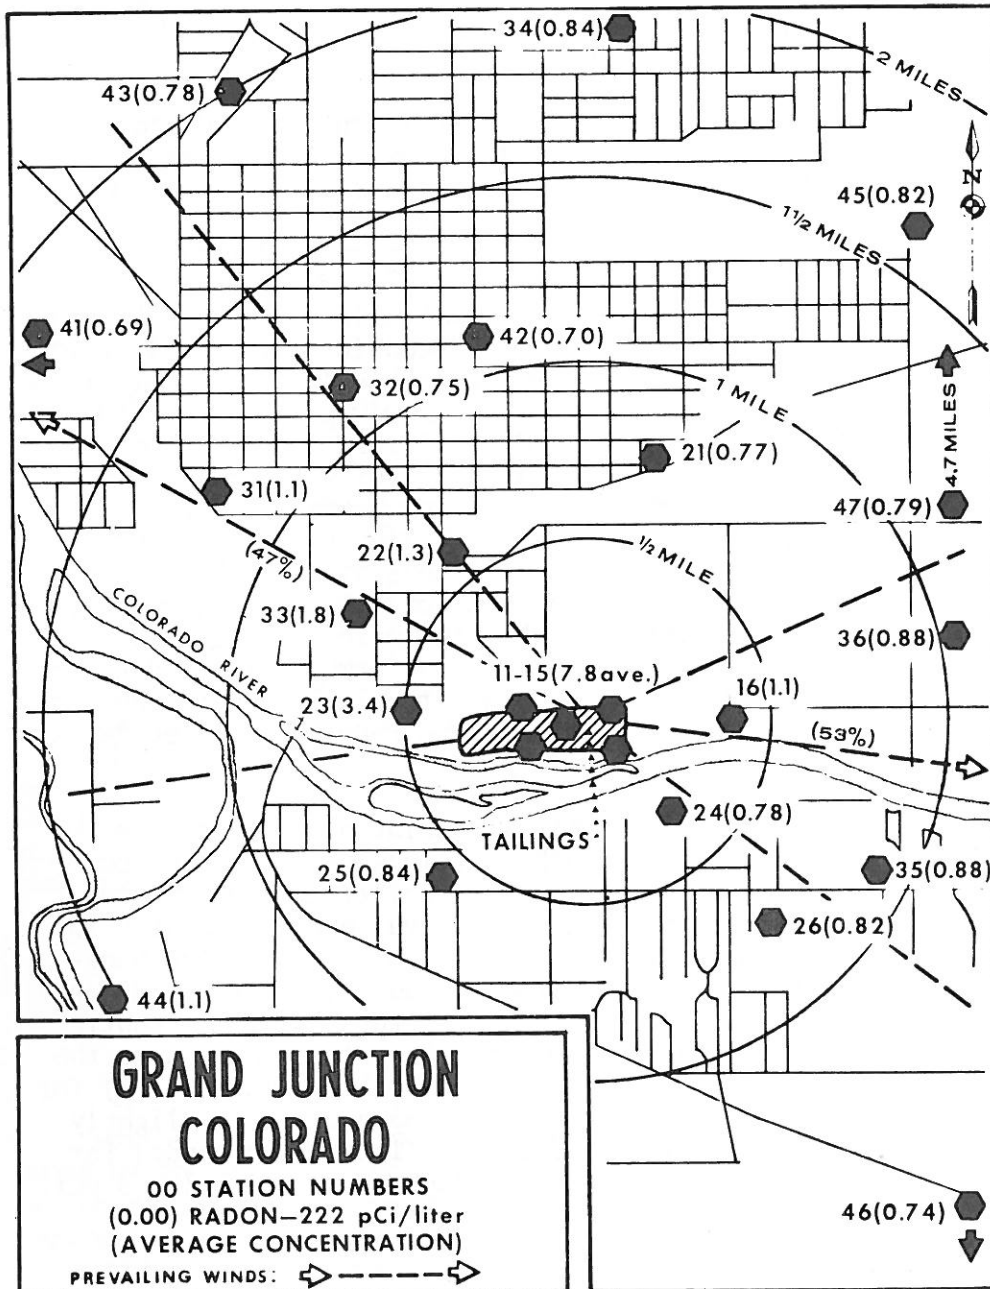 34(0.84)
2 MILES
43(0.78)
N
45(0.82)
1 1/2 MILES
41(0.69)
42(0.70)
32(0.75)
1 MILE
4.7 MILES
21(0.77)
31(1.1)
47(0.79)
22(1.3)
(47%)
1/2 MILE
COLORADO RIVER
33(1.8)
36(0.88)
11-15(7.8ave.)
16(1.1)
23(3.4)
(53%)
24(0.78)
TAILINGS
25(0.84)
35(0.88)
26(0.82)
44(1.1)
46(0.74)
GRAND JUNCTION
COLORADO
00 STATION NUMBERS
(0.00) RADON–222 pCi/liter
(AVERAGE CONCENTRATION)
PREVAILING WINDS: